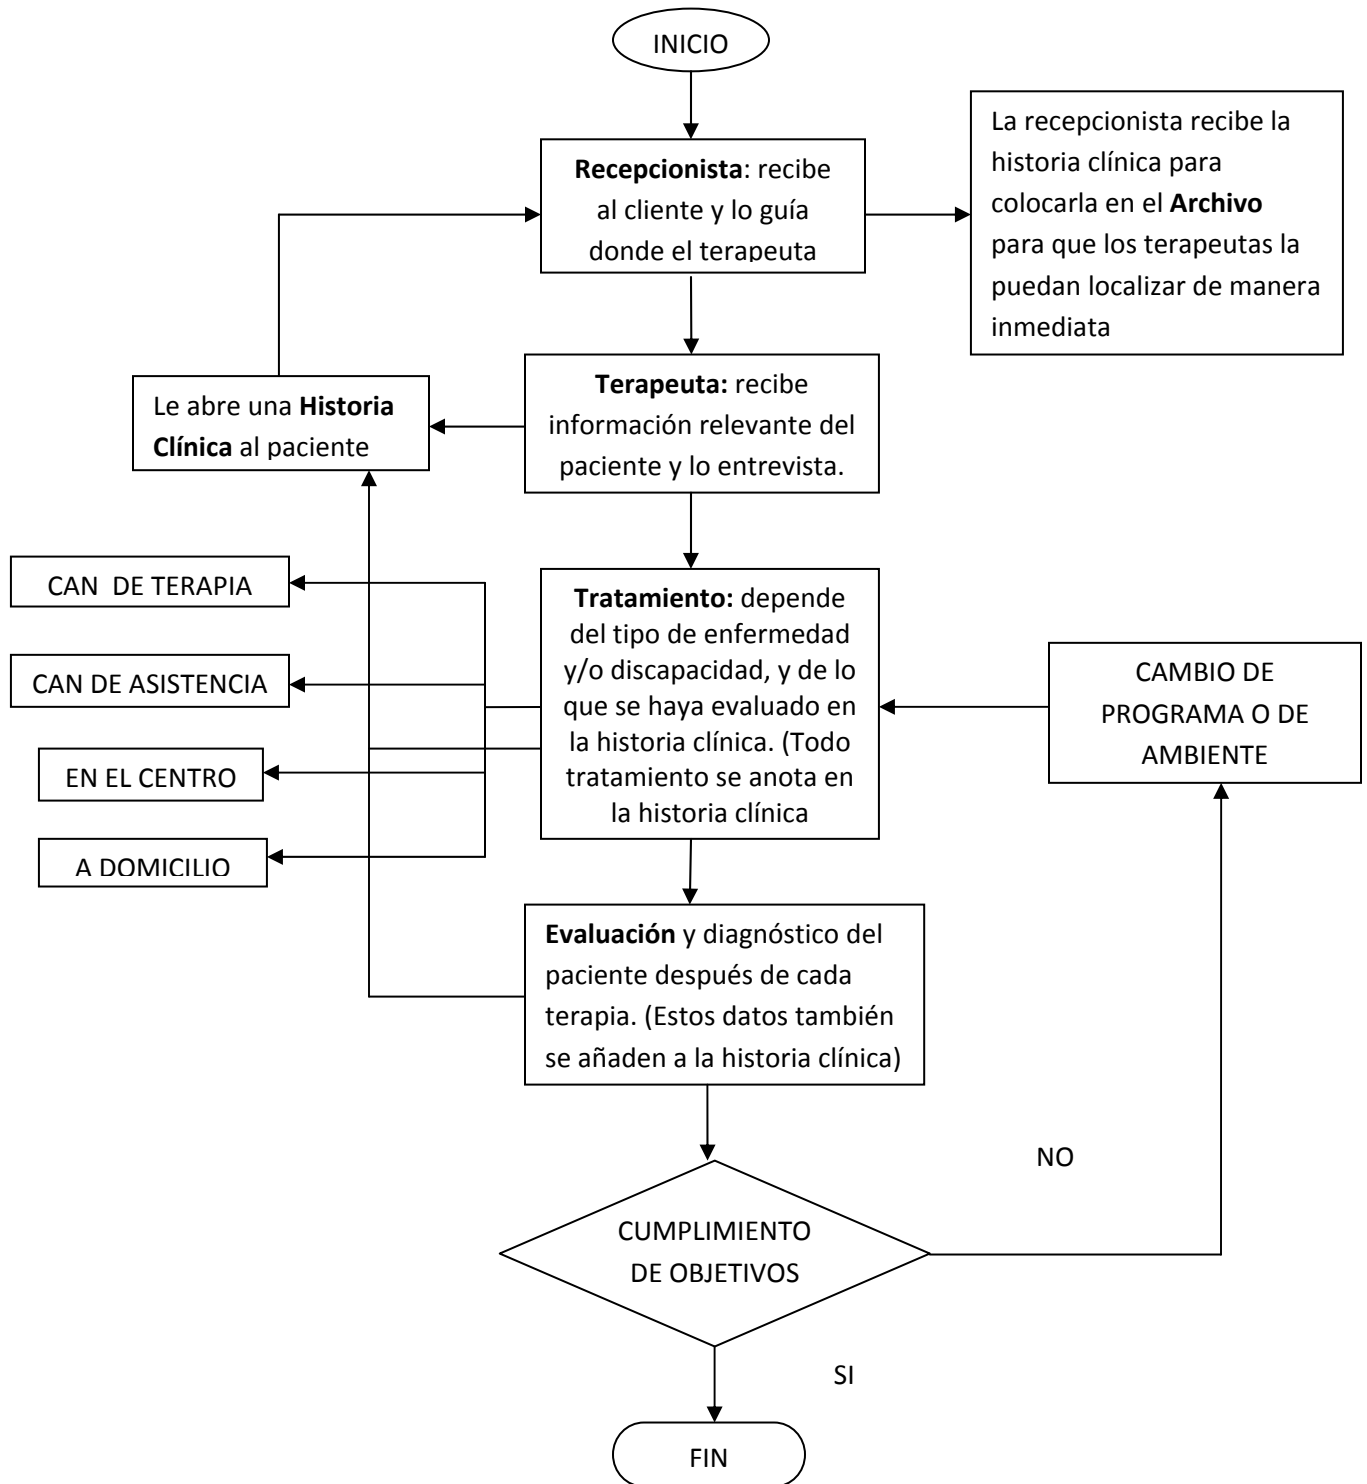 INICIO
Recepcionista: recibe
al cliente y lo guía
donde el terapeuta
La recepcionista recibe la
historia clínica para
colocarla en el Archivo
para que los terapeutas la
puedan localizar de manera
inmediata
Terapeuta: recibe
información relevante del
paciente y lo entrevista.
Le abre una Historia
Clínica al paciente
CAN  DE TERAPIA
CAN DE ASISTENCIA
EN EL CENTRO
A DOMICILIO
Tratamiento: depende
del tipo de enfermedad
y/o discapacidad, y de lo
que se haya evaluado en
la historia clínica. (Todo
tratamiento se anota en
la historia clínica
CAMBIO DE
PROGRAMA O DE
AMBIENTE
Evaluación y diagnóstico del
paciente después de cada
terapia. (Estos datos también
se añaden a la historia clínica)
NO
CUMPLIMIENTO
DE OBJETIVOS
SI
FIN